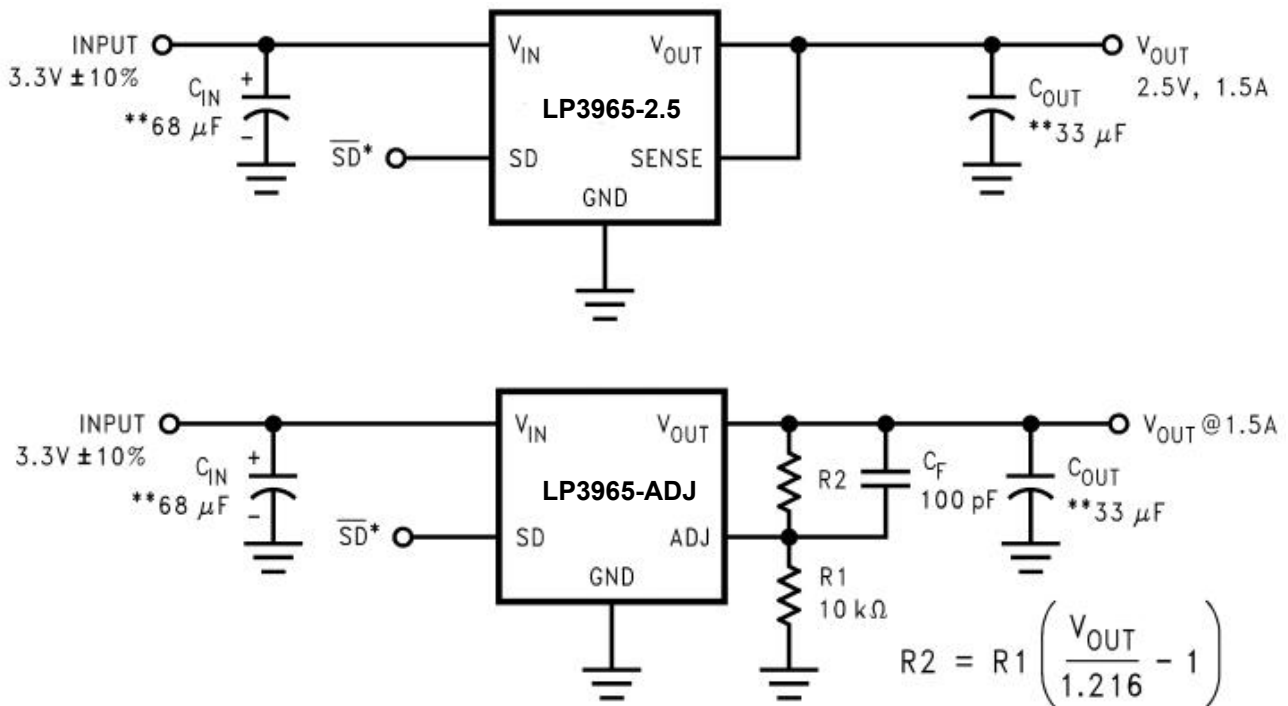 INPUT
3.3V ±10%
C_IN
+
**68 μF
–
S̅D̅*
V_IN
V_OUT
LP3965-2.5
SD
SENSE
GND
C_OUT
**33 μF
V_OUT
2.5V, 1.5A
INPUT
3.3V ±10%
C_IN
+
**68 μF
–
S̅D̅*
V_IN
V_OUT
LP3965-ADJ
SD
ADJ
GND
R2
C_F
100 pF
R1
10 kΩ
C_OUT
**33 μF
V_OUT @ 1.5A
R2 = R1 ( V_OUT / 1.216 – 1 )